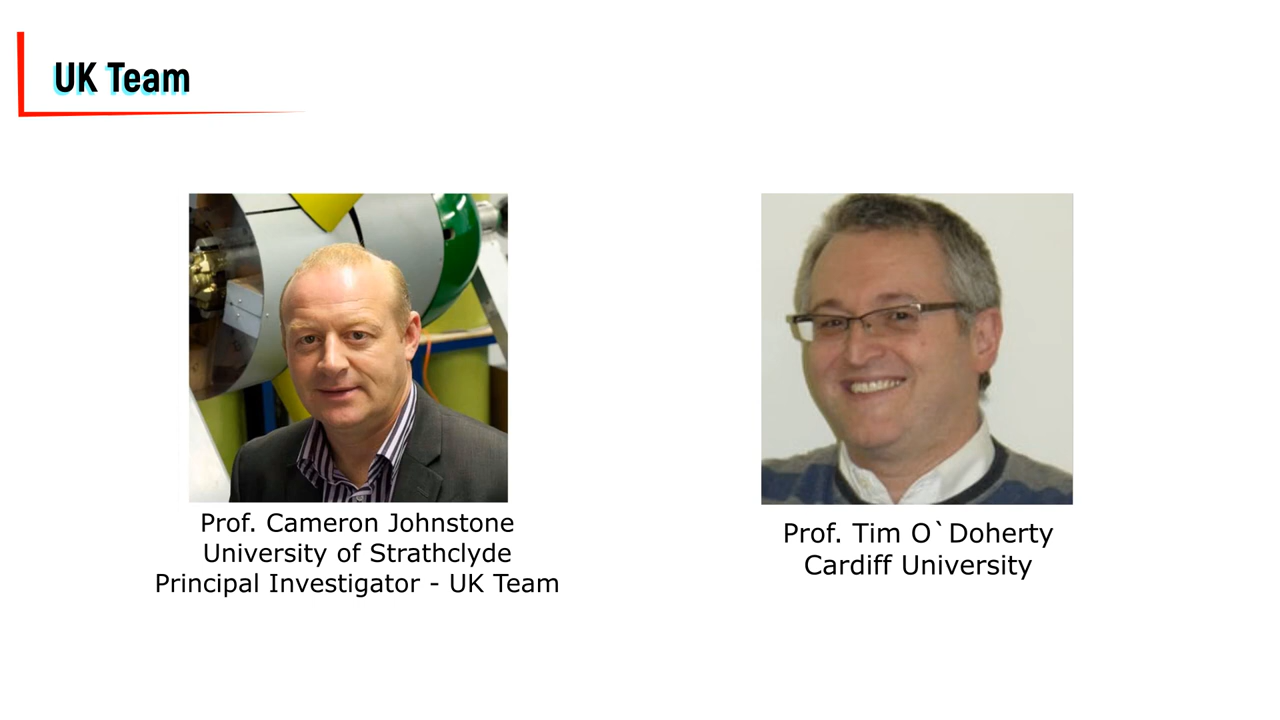 UK Team
Prof. Cameron Johnstone
University of Strathclyde
Principal Investigator - UK Team
Prof. Tim O`Doherty
Cardiff University